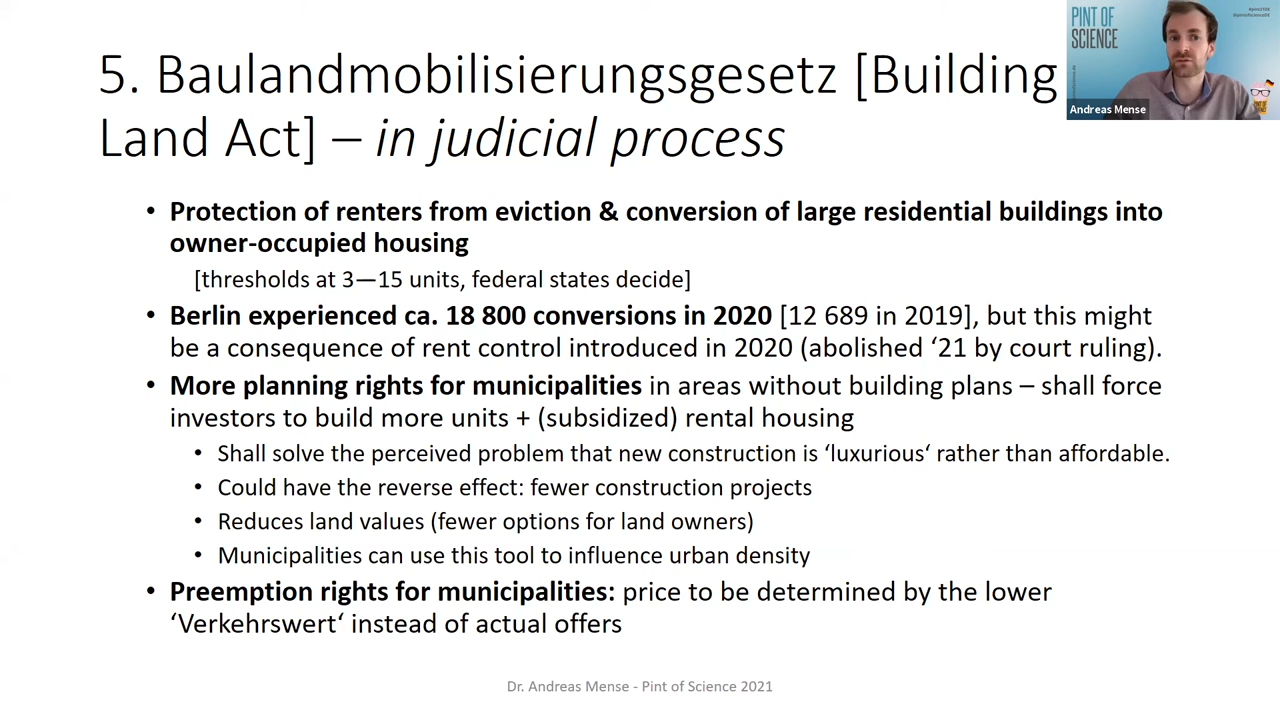 5. Baulandmobilisierungsgesetz [Building
Land Act] – in judicial process
PINT OF
SCIENCE
Andreas Mense
• Protection of renters from eviction & conversion of large residential buildings into
owner-occupied housing
[thresholds at 3—15 units, federal states decide]
• Berlin experienced ca. 18 800 conversions in 2020 [12 689 in 2019], but this might
be a consequence of rent control introduced in 2020 (abolished ‘21 by court ruling).
• More planning rights for municipalities in areas without building plans – shall force
investors to build more units + (subsidized) rental housing
• Shall solve the perceived problem that new construction is ‘luxurious‘ rather than affordable.
• Could have the reverse effect: fewer construction projects
• Reduces land values (fewer options for land owners)
• Municipalities can use this tool to influence urban density
• Preemption rights for municipalities: price to be determined by the lower
‘Verkehrswert‘ instead of actual offers
Dr. Andreas Mense - Pint of Science 2021